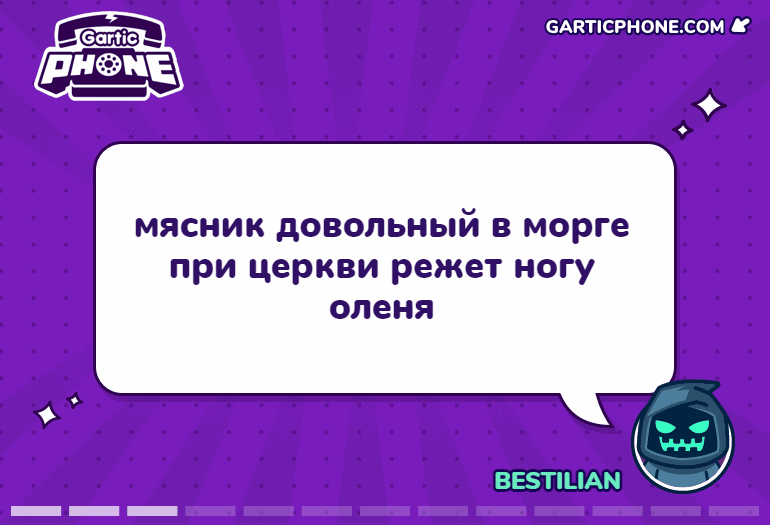 Gartic
PHONE
GARTICPHONE.COM
мясник довольный в морге
при церкви режет ногу
оленя
BESTILIAN